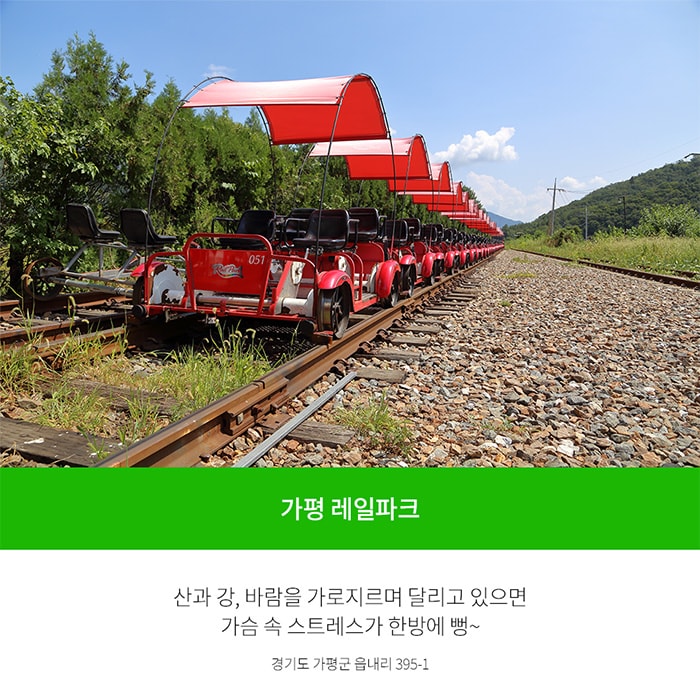 051
가평 레일파크
산과 강, 바람을 가로지르며 달리고 있으면
가슴 속 스트레스가 한방에 뻥~
경기도 가평군 읍내리 395-1